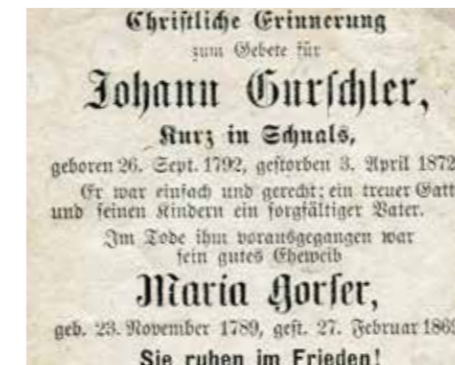 Christliche Erinnerung
zum Gebete für
Johann Gurschler,
Kurz in Schnals,
geboren 26. Sept. 1792, gestorben 3. April 1872
Er war einfach und gerecht; ein treuer Gatt
und seinen Kindern ein sorgfältiger Vater.
Im Tode ihm vorausgegangen war
sein gutes Eheweib
Maria Gorfer,
geb. 23. November 1789, gest. 27. Februar 1869
Sie ruhen im Frieden!